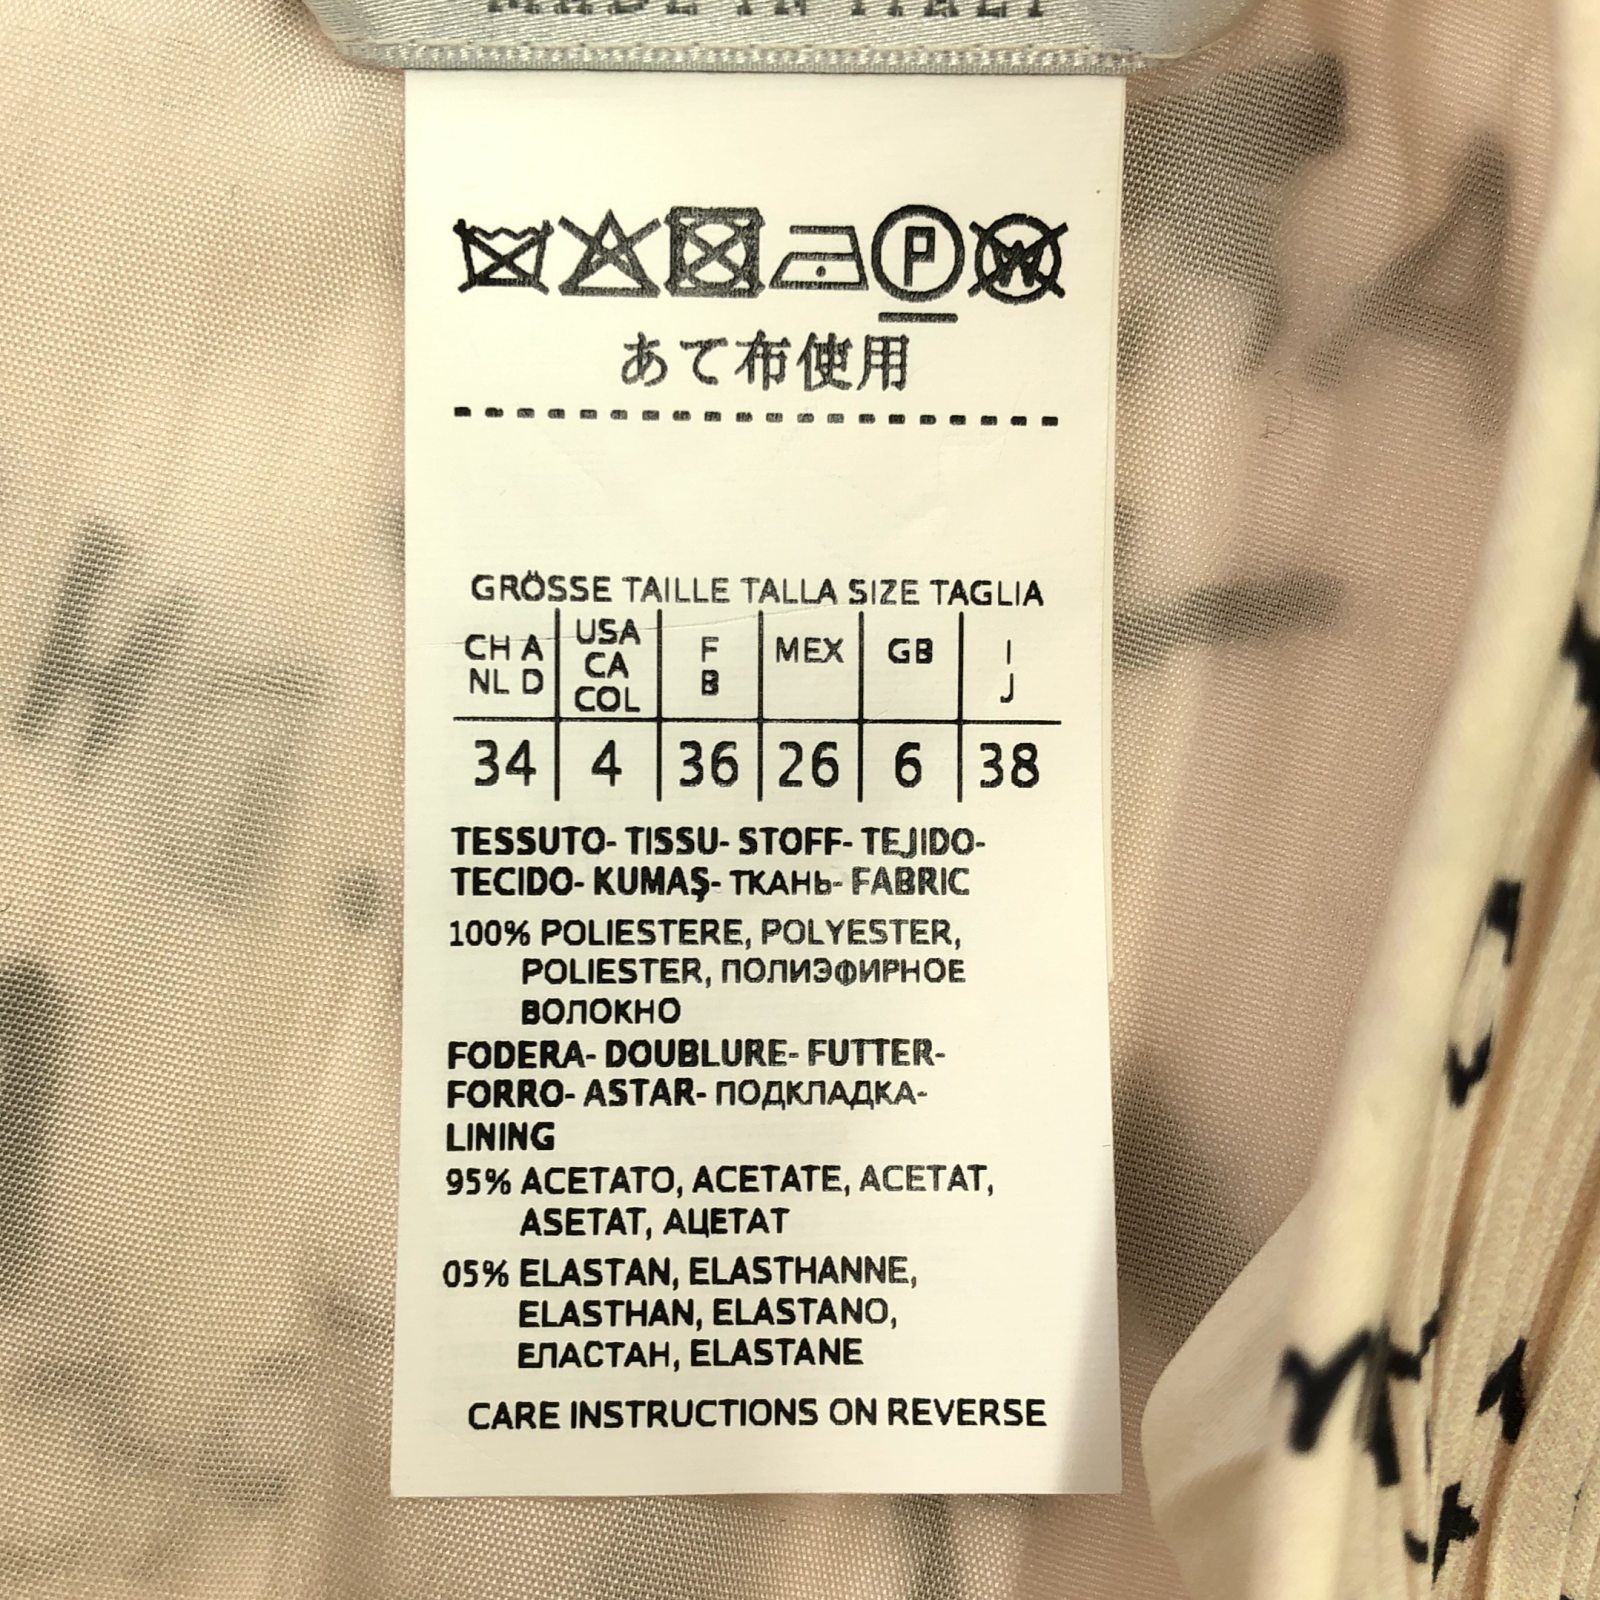 MADE IN ITALY
P W
あて布使用
GRÖSSE TAILLE TALLA SIZE TAGLIA
CH A NL D USA CA COL F B MEX GB I J
34 4 36 26 6 38
TESSUTO- TISSU- STOFF- TEJIDO-
TECIDO- KUMAŞ- ТКАНЬ- FABRIC
100% POLIESTERE, POLYESTER,
POLIESTER, ПОЛИЭФИРНОЕ
ВОЛОКНО
FODERA- DOUBLURE- FUTTER-
FORRO- ASTAR- ПОДКЛАДКА-
LINING
95% ACETATO, ACETATE, ACETAT,
ASETAT, АЦЕТАТ
05% ELASTAN, ELASTHANNE,
ELASTHAN, ELASTANO,
ЕЛАСТАН, ELASTANE
CARE INSTRUCTIONS ON REVERSE